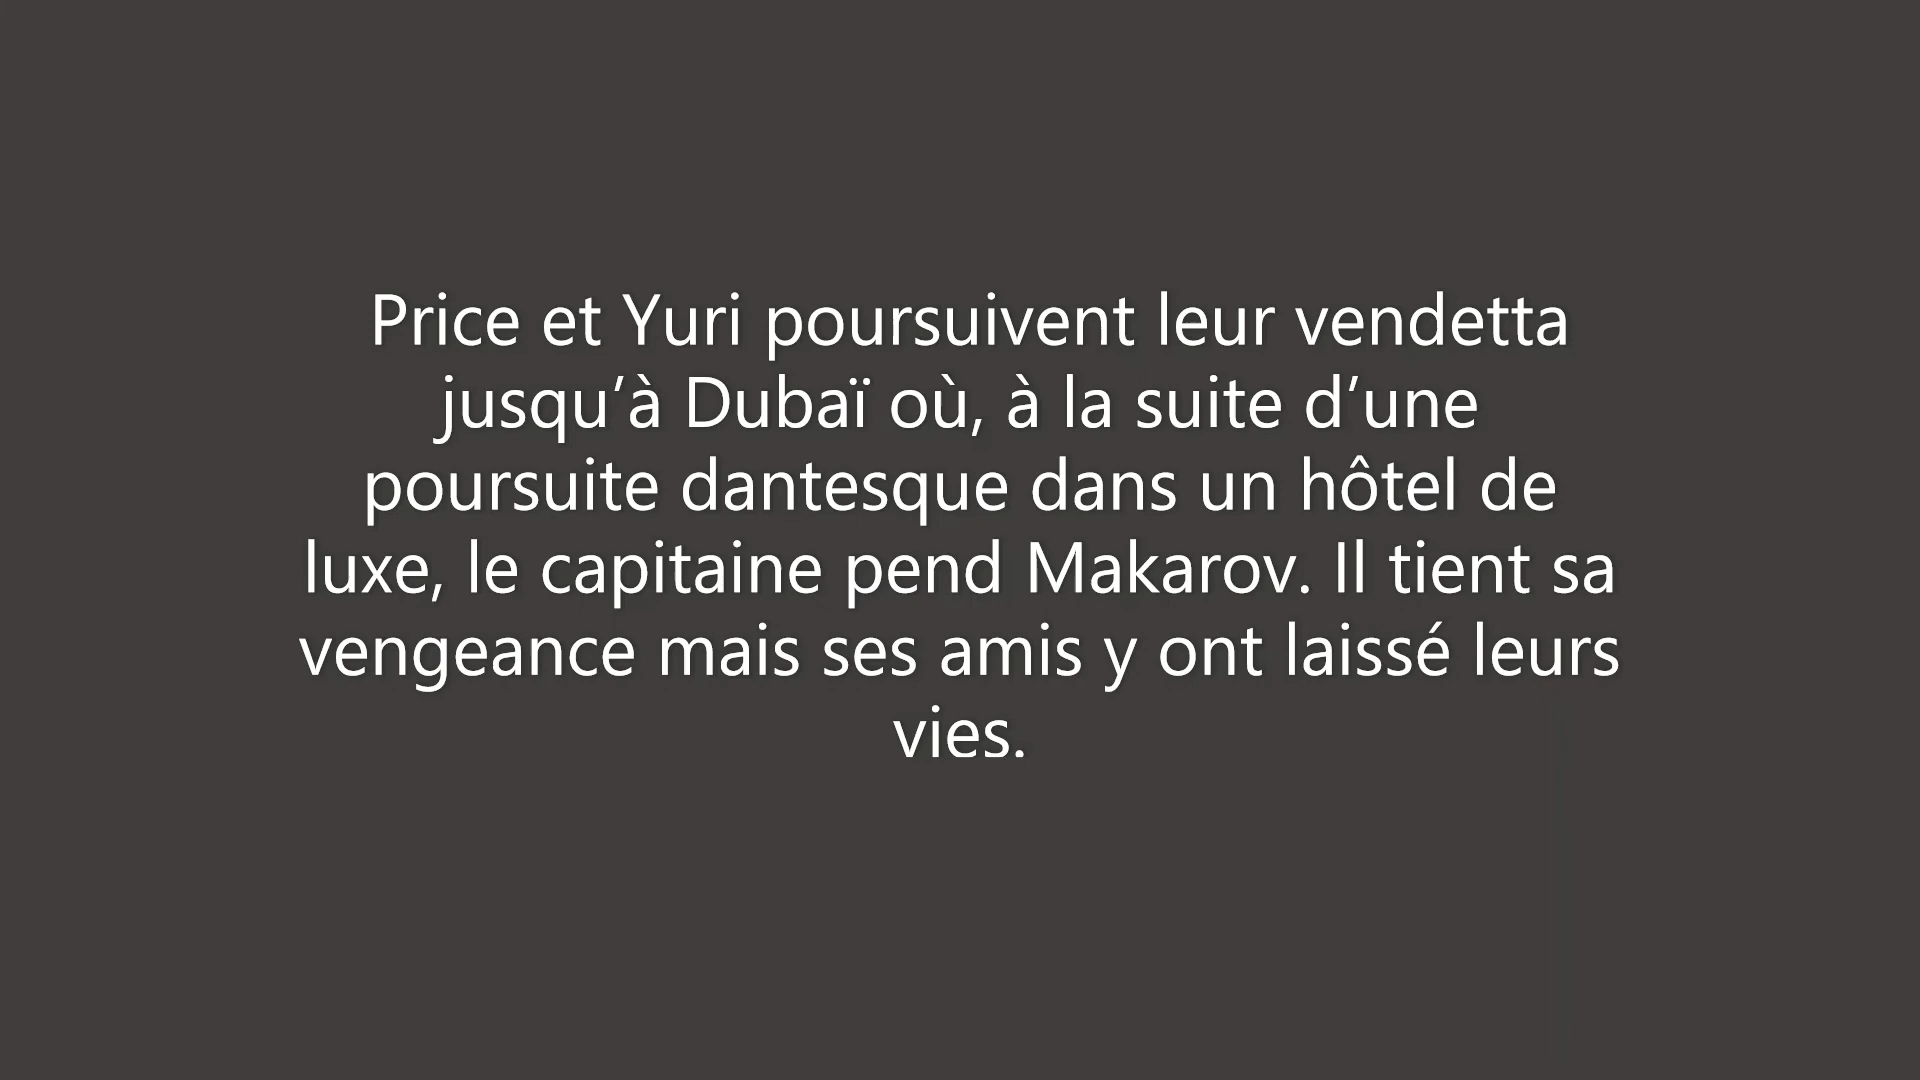 Price et Yuri poursuivent leur vendetta
jusqu’à Dubaï où, à la suite d’une
poursuite dantesque dans un hôtel de
luxe, le capitaine pend Makarov. Il tient sa
vengeance mais ses amis y ont laissé leurs
vies.